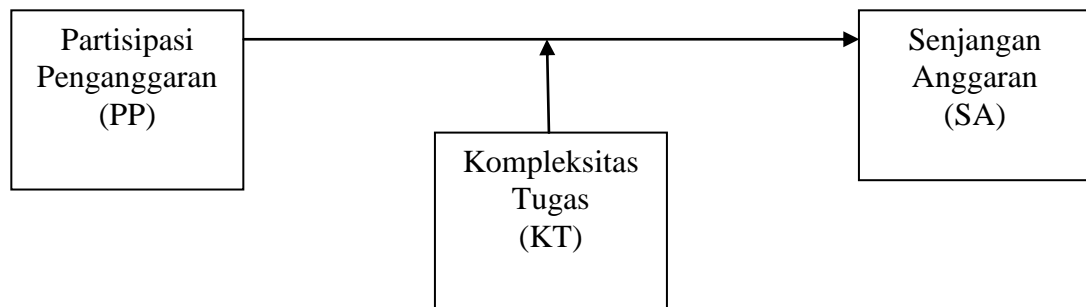 Partisipasi
Penganggaran
(PP)
Senjangan
Anggaran
(SA)
Kompleksitas
Tugas
(KT)